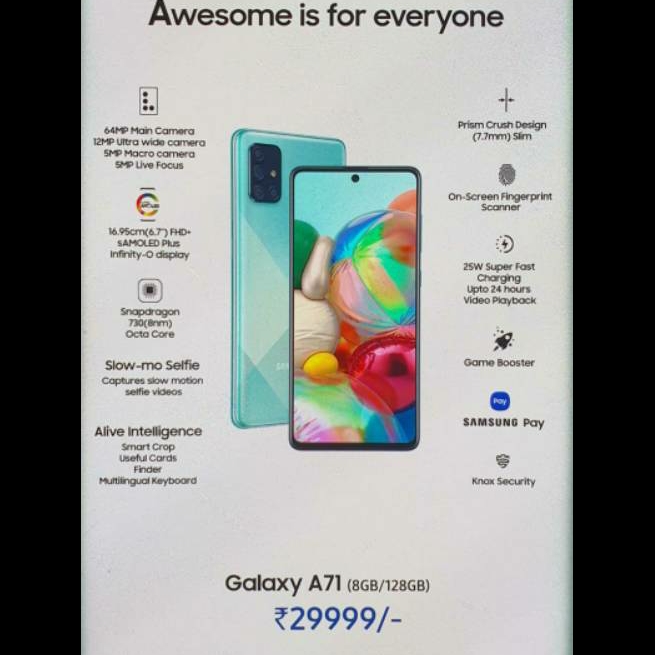 Awesome is for everyone
64MP Main Camera
12MP Ultra wide camera
5MP Macro camera
5MP Live Focus
16.95cm(6.7") FHD+
sAMOLED Plus
Infinity-O display
Snapdragon
730(8nm)
Octa Core
Slow-mo Selfie
Captures slow motion
selfie videos
Alive Intelligence
Smart Crop
Useful Cards
Finder
Multilingual Keyboard
Prism Crush Design
(7.7mm) Slim
On-Screen Fingerprint
Scanner
25W Super Fast
Charging
Upto 24 hours
Video Playback
Game Booster
Pay
SAMSUNG Pay
Knox Security
Galaxy A71 (8GB/128GB)
₹29999/-